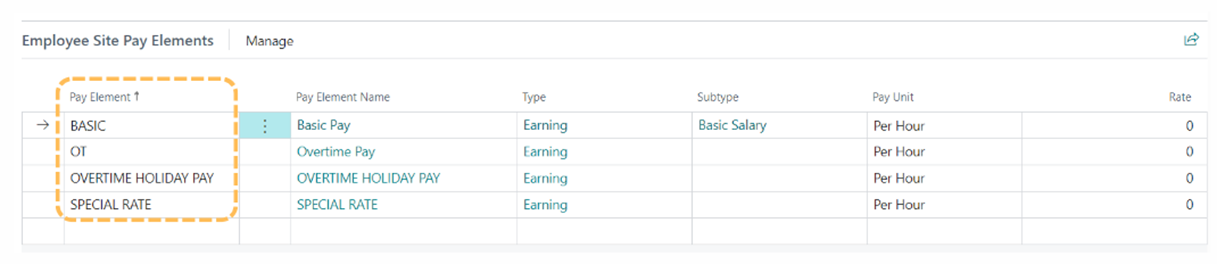 Employee Site Pay Elements Manage
Pay Element ↑ Pay Element Name Type Subtype Pay Unit Rate
→ BASIC ⋮ Basic Pay Earning Basic Salary Per Hour 0
OT Overtime Pay Earning Per Hour 0
OVERTIME HOLIDAY PAY OVERTIME HOLIDAY PAY Earning Per Hour 0
SPECIAL RATE SPECIAL RATE Earning Per Hour 0